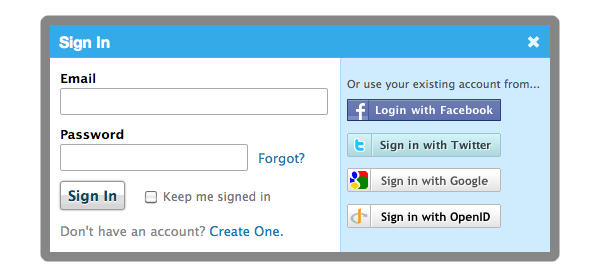 Sign In
Email
Password
Forgot?
Sign In
Keep me signed in
Don't have an account? Create One.
Or use your existing account from...
Login with Facebook
Sign in with Twitter
Sign in with Google
Sign in with OpenID